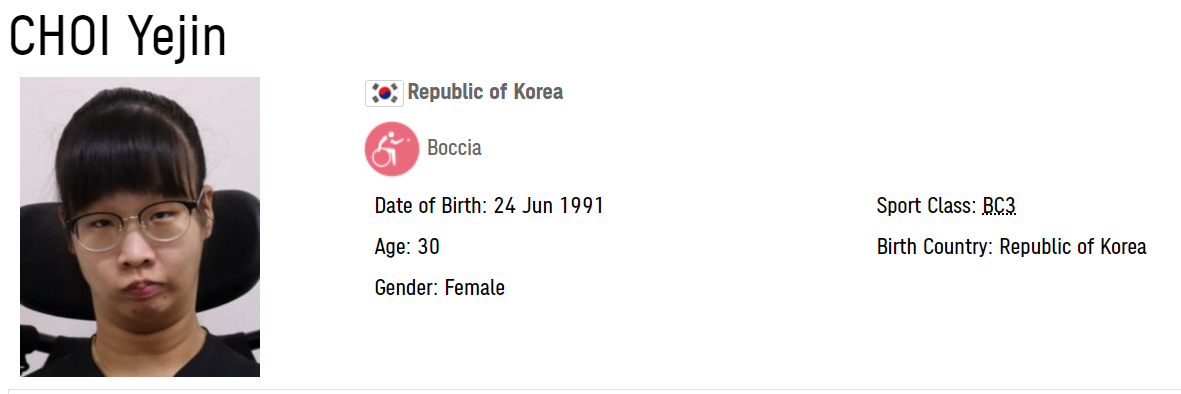 CHOI Yejin
Republic of Korea
Boccia
Date of Birth: 24 Jun 1991
Sport Class: BC3
Age: 30
Birth Country: Republic of Korea
Gender: Female